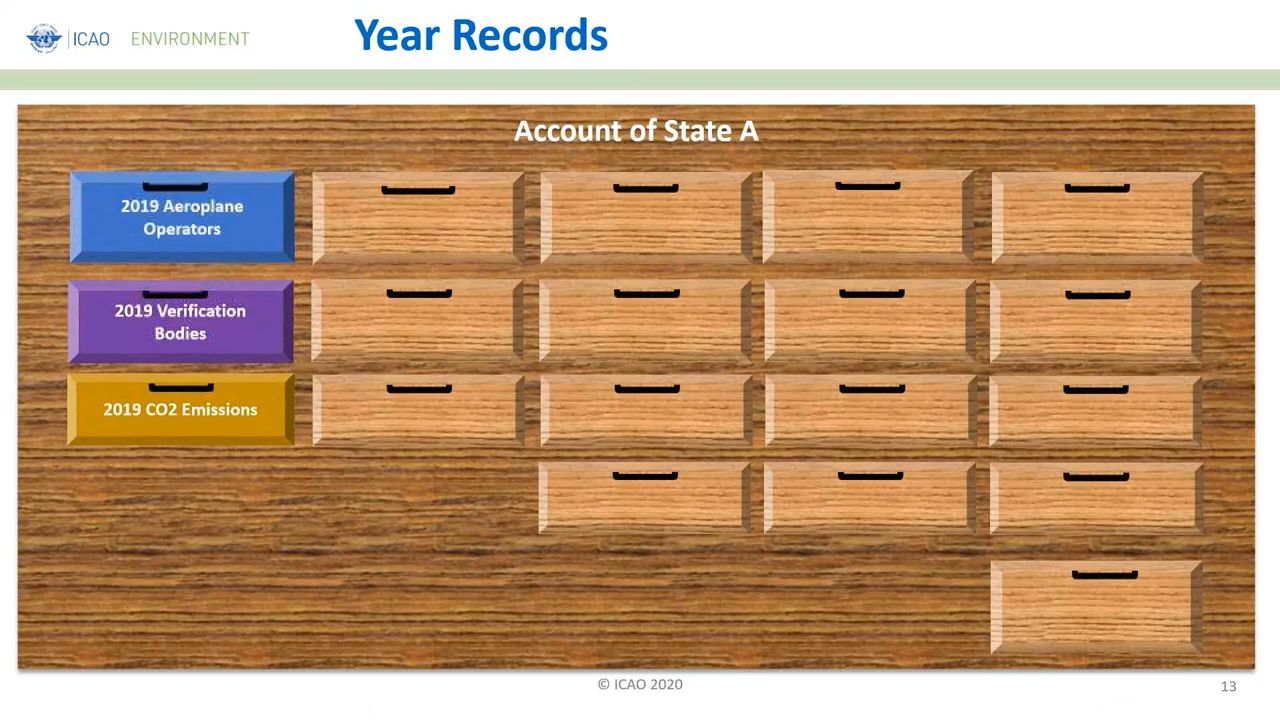 ICAO ENVIRONMENT
Year Records
Account of State A
2019 Aeroplane
Operators
2019 Verification
Bodies
2019 CO2 Emissions
© ICAO 2020
13